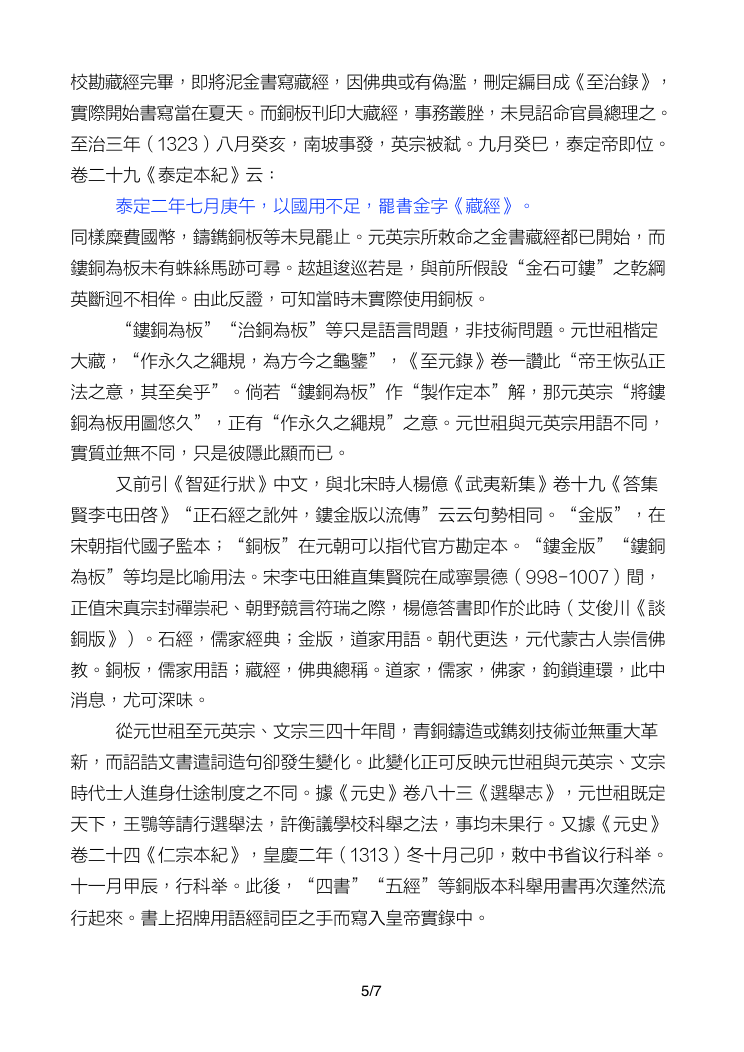 校勘藏經完畢，即將泥金書寫藏經，因佛典或有偽濫，刪定編目成《至治錄》，
實際開始書寫當在夏天。而銅板刊印大藏經，事務叢脞，未見詔命官員總理之。
至治三年（1323）八月癸亥，南坡事發，英宗被弒。九月癸巳，泰定帝即位。
卷二十九《泰定本紀》云：
泰定二年七月庚午，以國用不足，罷書金字《藏經》。
同樣糜費國幣，鑄鐫銅板等未見罷止。元英宗所敕命之金書藏經都已開始，而
鏤銅為板未有蛛絲馬跡可尋。趑趄逡巡若是，與前所假設“金石可鏤”之乾綱
英斷迥不相侔。由此反證，可知當時未實際使用銅板。
“鏤銅為板”“治銅為板”等只是語言問題，非技術問題。元世祖楷定
大藏，“作永久之繩規，為方今之龜鑒”，《至元錄》卷一讚此“帝王恢弘正
法之意，其至矣乎”。倘若“鏤銅為板”作“製作定本”解，那元英宗“將鏤
銅為板用圖悠久”，正有“作永久之繩規”之意。元世祖與元英宗用語不同，
實質並無不同，只是彼隱此顯而已。
又前引《智延行狀》中文，與北宋時人楊億《武夷新集》卷十九《答集
賢李屯田啓》“正石經之訛舛，鏤金版以流傳”云云句勢相同。“金版”，在
宋朝指代國子監本；“銅板”在元朝可以指代官方勘定本。“鏤金版”“鏤銅
為板”等均是比喻用法。宋李屯田維直集賢院在咸寧景德（998-1007）間，
正值宋真宗封禪崇祀、朝野競言符瑞之際，楊億答書即作於此時（艾俊川《談
銅版》）。石經，儒家經典；金版，道家用語。朝代更迭，元代蒙古人崇信佛
教。銅板，儒家用語；藏經，佛典總稱。道家，儒家，佛家，鉤鎖連環，此中
消息，尤可深味。
從元世祖至元英宗、文宗三四十年間，青銅鑄造或鐫刻技術並無重大革
新，而詔誥文書遣詞造句卻發生變化。此變化正可反映元世祖與元英宗、文宗
時代士人進身仕途制度之不同。據《元史》卷八十三《選舉志》，元世祖既定
天下，王鶚等請行選舉法，許衡議學校科舉之法，事均未果行。又據《元史》
卷二十四《仁宗本紀》，皇慶二年（1313）冬十月己卯，敕中书省议行科举。
十一月甲辰，行科举。此後，“四書”“五經”等銅版本科舉用書再次蓬然流
行起來。書上招牌用語經詞臣之手而寫入皇帝實錄中。
5/7